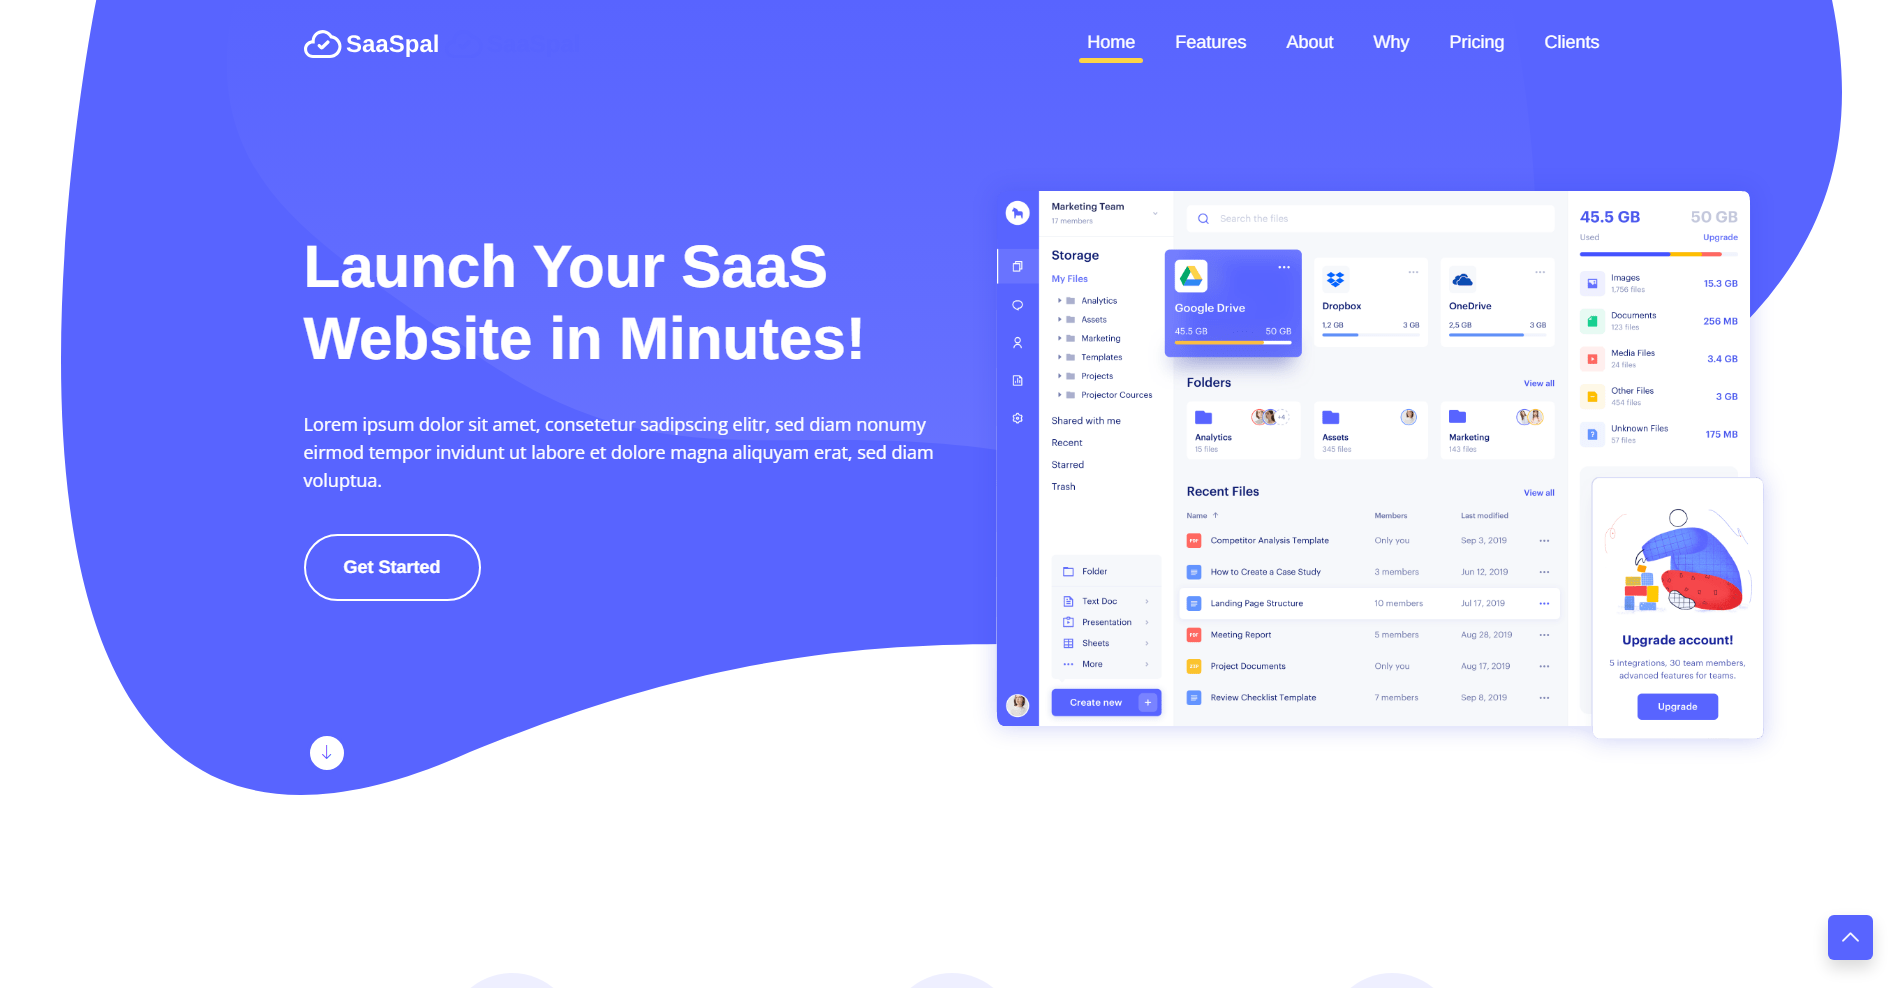 SaaSpal
Home Features About Why Pricing Clients
Launch Your SaaS
Website in Minutes!
Lorem ipsum dolor sit amet, consetetur sadipscing elitr, sed diam nonumy
eirmod tempor invidunt ut labore et dolore magna aliquyam erat, sed diam
voluptua.
Get Started
Marketing Team
17 members
Storage
My Files
Analytics
Assets
Marketing
Templates
Projects
Projector Cources
Shared with me
Recent
Starred
Trash
Folder
Text Doc
Presentation
Sheets
More
Create new
Search the files
Google Drive
45.5 GB 50 GB
Dropbox
1,2 GB 3 GB
OneDrive
2,5 GB 3 GB
Folders View all
Analytics
15 files
+6
Assets
345 files
Marketing
143 files
Recent Files View all
Name Members Last modified
PDF Competitor Analysis Template Only you Sep 3, 2019
How to Create a Case Study 3 members Jun 12, 2019
Landing Page Structure 10 members Jul 17, 2019
PDF Meeting Report 5 members Aug 28, 2019
ZIP Project Documents Only you Aug 17, 2019
Review Checklist Template 7 members Sep 8, 2019
45.5 GB 50 GB
Used Upgrade
Images 15.3 GB
1,756 files
Documents 256 MB
123 files
Media Files 3.4 GB
24 files
Other Files 3 GB
454 files
Unknown Files 175 MB
57 files
Upgrade account!
5 integrations, 30 team members,
advanced features for teams.
Upgrade